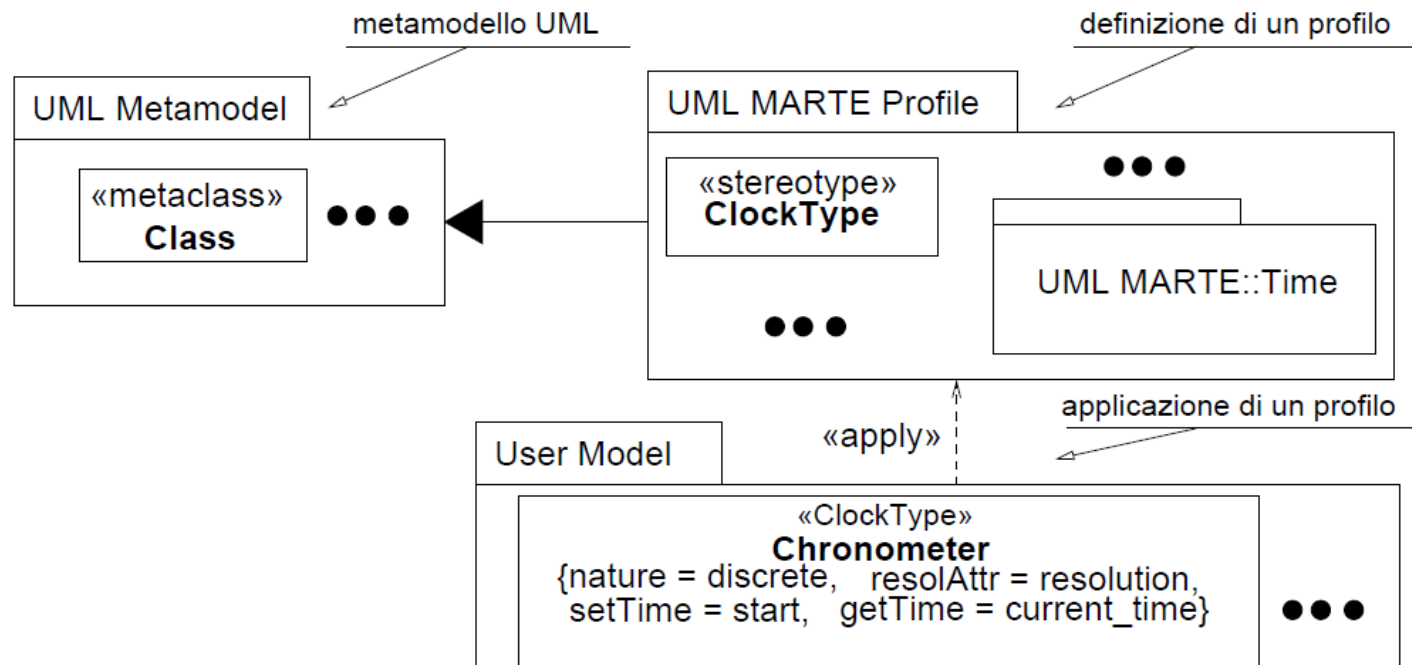 metamodello UML
definizione di un profilo
UML Metamodel
UML MARTE Profile
«metaclass»
Class
«stereotype»
ClockType
UML MARTE::Time
applicazione di un profilo
«apply»
User Model
«ClockType»
Chronometer
{nature = discrete, resolAttr = resolution,
setTime = start, getTime = current_time}